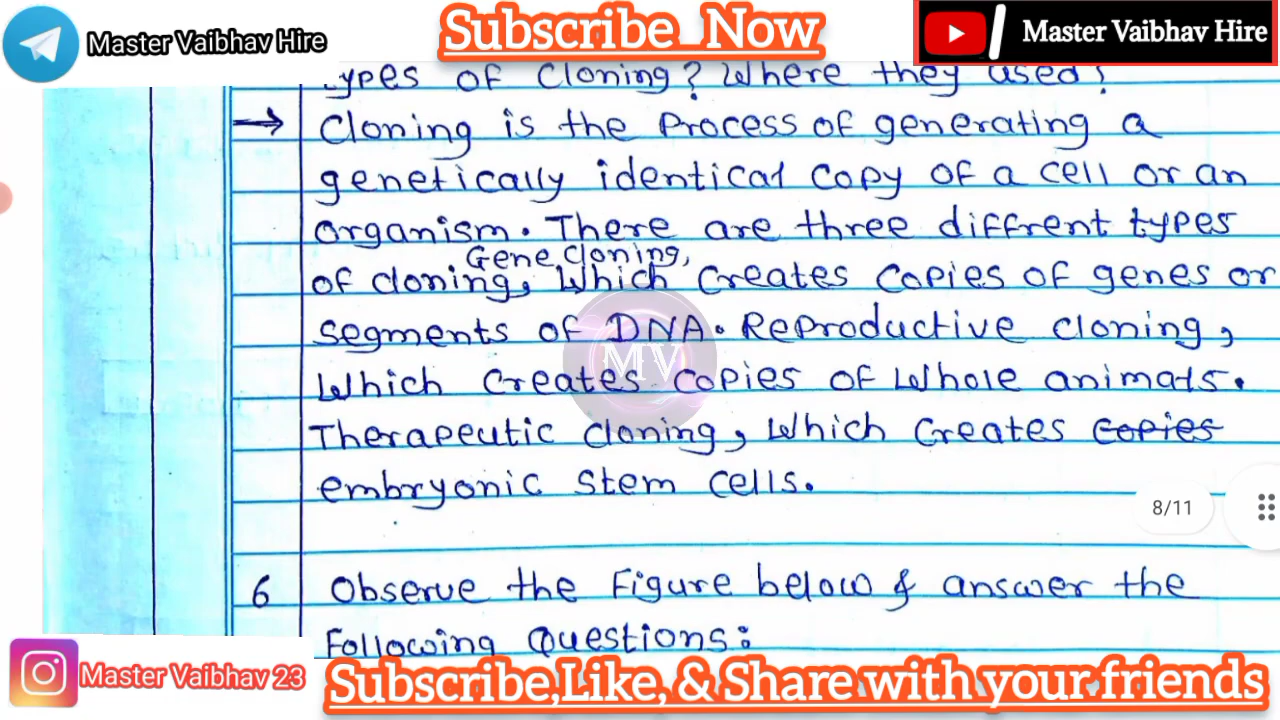 Master Vaibhav Hire
Subscribe Now
Master Vaibhav Hire
ypes of Cloning? Where they used?
→ Cloning is the Process of generating a
genetically identical copy of a cell or an
organism. There are three diffrent types
Gene Cloning,
of cloning, Which Creates Copies of genes or
segments of DNA. Reproductive cloning,
MV
Which Creates Copies of Whole animals.
Therapeutic cloning, Which Creates copies
embryonic Stem Cells.
8/11
6 Observe the Figure below & answer the
Following Questions:
Master Vaibhav 23
Subscribe,Like, & Share with your friends